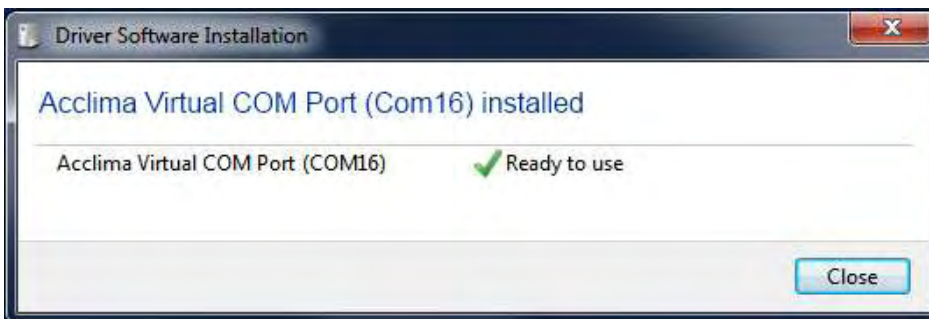 Driver Software Installation
Acclima Virtual COM Port (Com16) installed
Acclima Virtual COM Port (COM16) Ready to use
Close